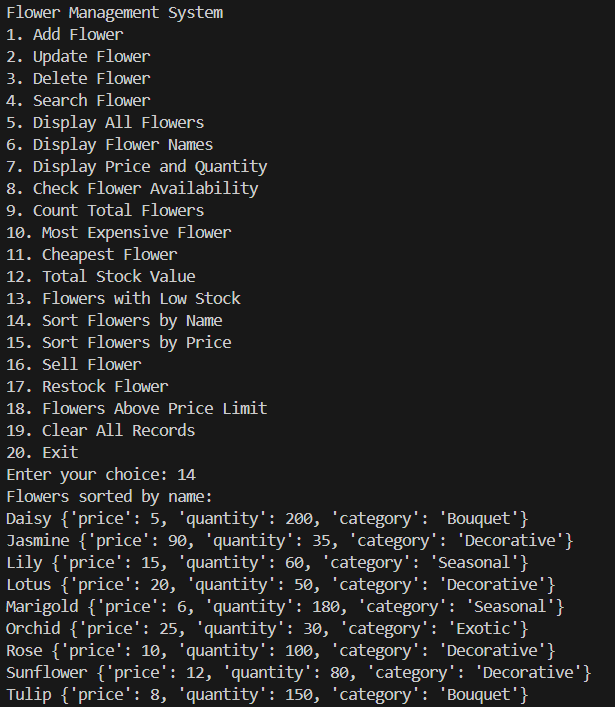 Flower Management System
1. Add Flower
2. Update Flower
3. Delete Flower
4. Search Flower
5. Display All Flowers
6. Display Flower Names
7. Display Price and Quantity
8. Check Flower Availability
9. Count Total Flowers
10. Most Expensive Flower
11. Cheapest Flower
12. Total Stock Value
13. Flowers with Low Stock
14. Sort Flowers by Name
15. Sort Flowers by Price
16. Sell Flower
17. Restock Flower
18. Flowers Above Price Limit
19. Clear All Records
20. Exit
Enter your choice: 14
Flowers sorted by name:
Daisy {'price': 5, 'quantity': 200, 'category': 'Bouquet'}
Jasmine {'price': 90, 'quantity': 35, 'category': 'Decorative'}
Lily {'price': 15, 'quantity': 60, 'category': 'Seasonal'}
Lotus {'price': 20, 'quantity': 50, 'category': 'Decorative'}
Marigold {'price': 6, 'quantity': 180, 'category': 'Seasonal'}
Orchid {'price': 25, 'quantity': 30, 'category': 'Exotic'}
Rose {'price': 10, 'quantity': 100, 'category': 'Decorative'}
Sunflower {'price': 12, 'quantity': 80, 'category': 'Decorative'}
Tulip {'price': 8, 'quantity': 150, 'category': 'Bouquet'}